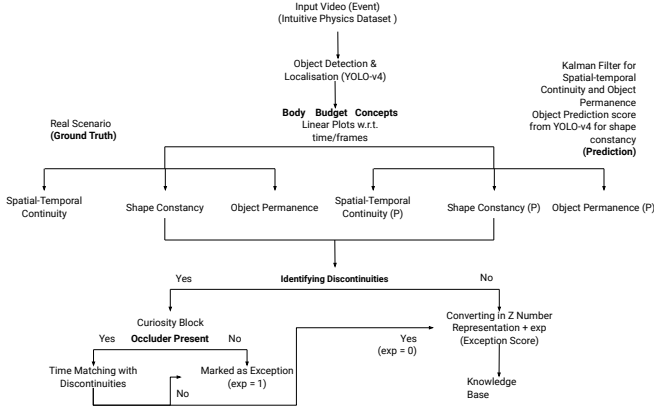 Input Video (Event)
(Intuitive Physics Dataset )
Object Detection &
Localisation (YOLO-v4)
Kalman Filter for
Spatial-temporal
Continuity and Object
Permanence
Object Prediction score
from YOLO-v4 for shape
constancy
(Prediction)
Body Budget Concepts
Linear Plots w.r.t.
time/frames
Real Scenario
(Ground Truth)
Spatial-Temporal
Continuity
Shape Constancy
Object Permanence
Spatial-Temporal
Continuity (P)
Shape Constancy (P)
Object Permanence (P)
Yes
Identifying Discontinuities
No
Curiosity Block
Yes
Occluder Present
No
Converting in Z Number
Representation + exp
(Exception Score)
Yes
(exp = 0)
Time Matching with
Discontinuities
No
Marked as Exception
(exp = 1)
Knowledge
Base